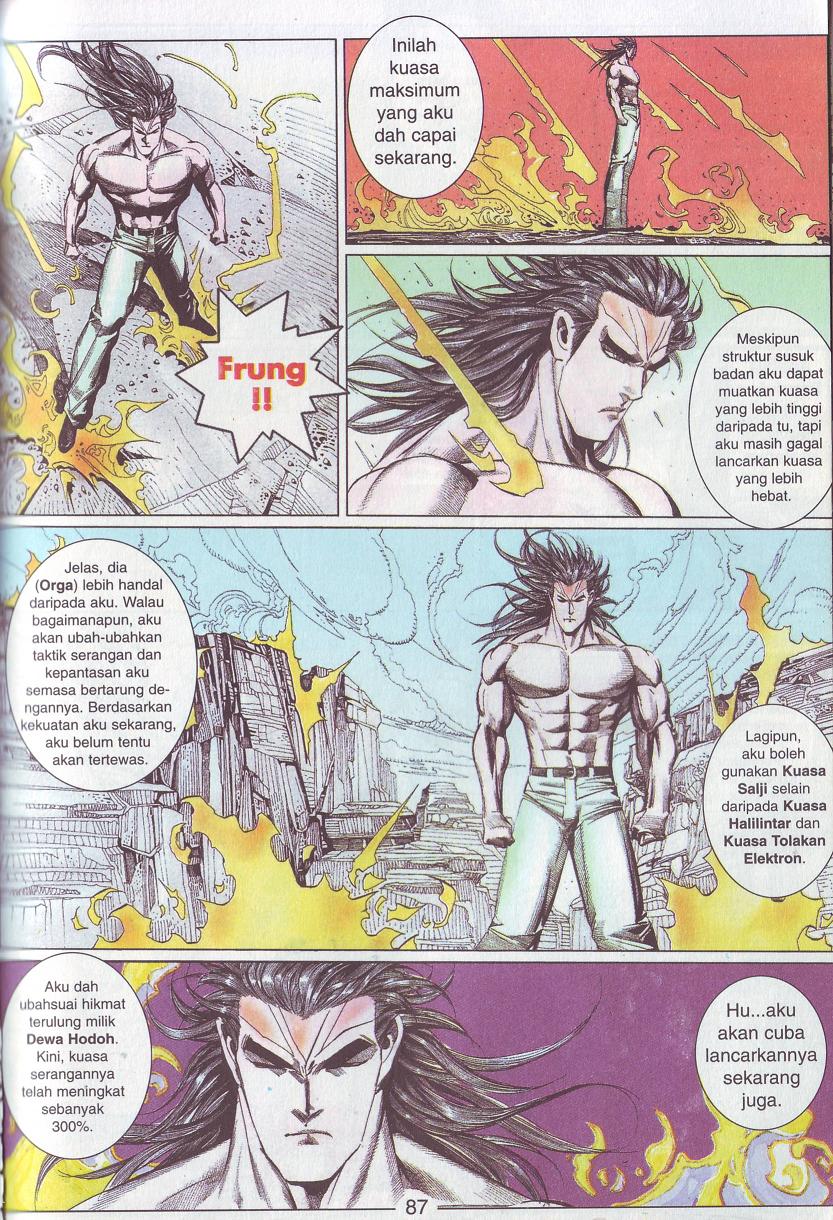 Inilah
kuasa
maksimum
yang aku
dah capai
sekarang.
Frung
!!
Meskipun
struktur susuk
badan aku dapat
muatkan kuasa
yang lebih tinggi
daripada tu, tapi
aku masih gagal
lancarkan kuasa
yang lebih
hebat.
Jelas, dia
(Orga) lebih handal
daripada aku. Walau
bagaimanapun, aku
akan ubah-ubahkan
taktik serangan dan
kepantasan aku
semasa bertarung de-
ngannya. Berdasarkan
kekuatan aku sekarang,
aku belum tentu
akan tertewas.
Lagipun,
aku boleh
gunakan Kuasa
Salji selain
daripada Kuasa
Halilintar dan
Kuasa Tolakan
Elektron.
Aku dah
ubahsuai hikmat
terulung milik
Dewa Hodoh.
Kini, kuasa
serangannya
telah meningkat
sebanyak
300%.
Hu...aku
akan cuba
lancarkannya
sekarang
juga.
87